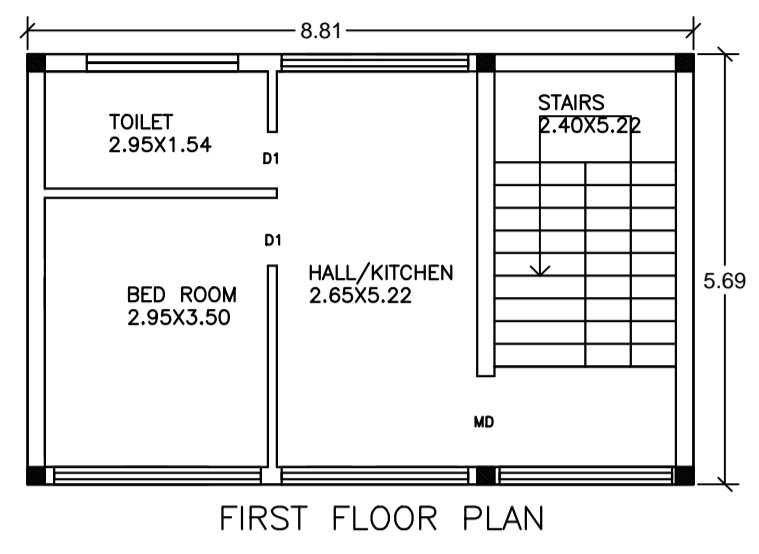 8.81
STAIRS
2.40X5.22
TOILET
2.95X1.54
D1
D1
HALL/KITCHEN
2.65X5.22
5.69
BED ROOM
2.95X3.50
MD
FIRST FLOOR PLAN